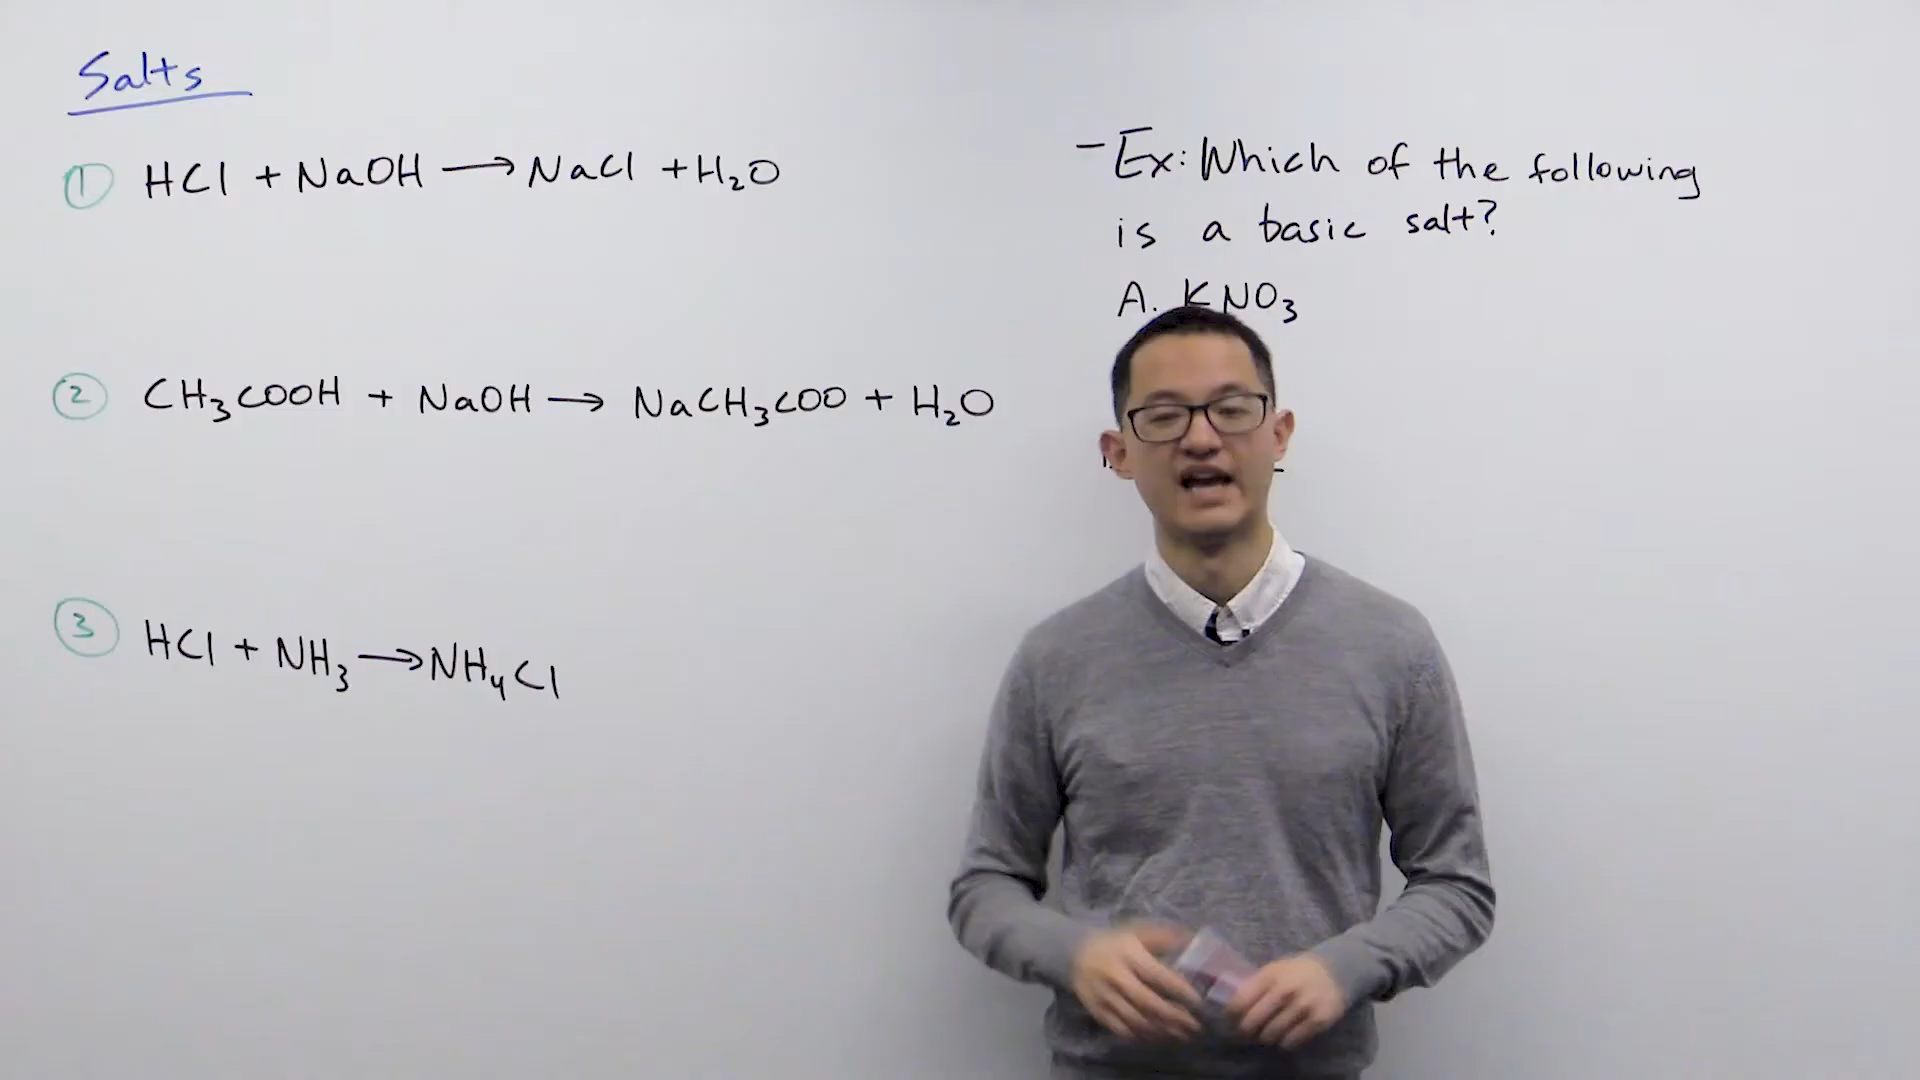 Salts
① HCl + NaOH → NaCl + H₂O
② CH₃COOH + NaOH → NaCH₃COO + H₂O
③ HCl + NH₃ → NH₄Cl
- Ex: Which of the following
is a basic salt?
A. KNO₃